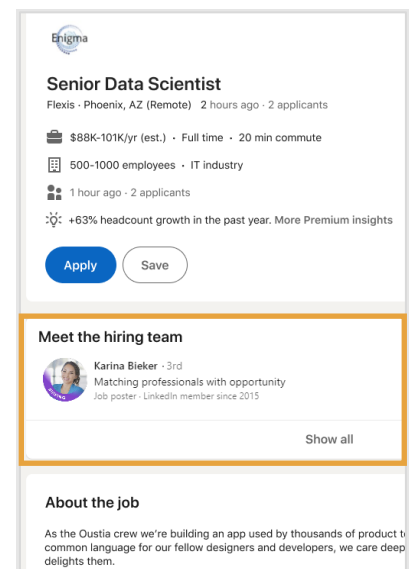 Enigma
Senior Data Scientist
Flexis · Phoenix, AZ (Remote) 2 hours ago · 2 applicants
$88K-101K/yr (est.) · Full time · 20 min commute
500-1000 employees · IT industry
1 hour ago · 2 applicants
+63% headcount growth in the past year. More Premium insights
Apply Save
Meet the hiring team
Karina Bieker · 3rd
Matching professionals with opportunity
Job poster · LinkedIn member since 2015
Show all
About the job
As the Oustia crew we're building an app used by thousands of product
common language for our fellow designers and developers, we care deep
delights them.